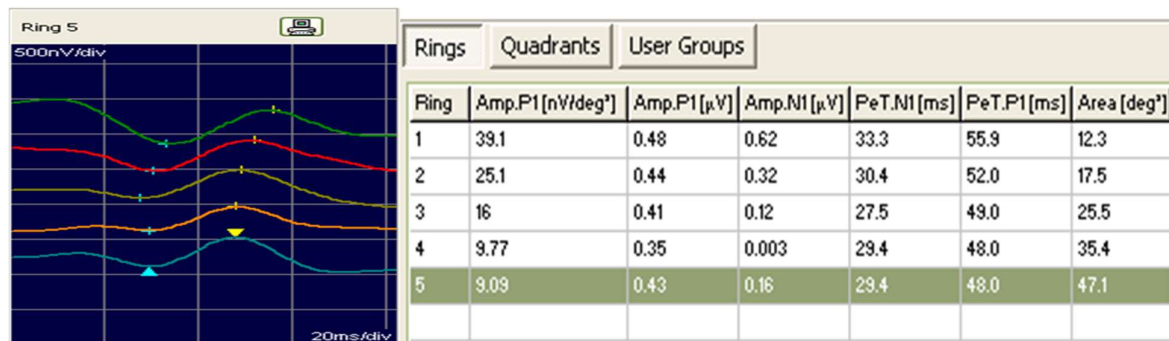 Ring 5
500nV/div
20ms/div
Rings Quadrants User Groups
Ring Amp.P1[nV/deg²] Amp.P1[µV] Amp.N1[µV] PeT.N1[ms] PeT.P1[ms] Area[deg²]
1 39.1 0.48 0.62 33.3 55.9 12.3
2 25.1 0.44 0.32 30.4 52.0 17.5
3 16 0.41 0.12 27.5 49.0 25.5
4 9.77 0.35 0.003 29.4 48.0 35.4
5 9.09 0.43 0.16 29.4 48.0 47.1